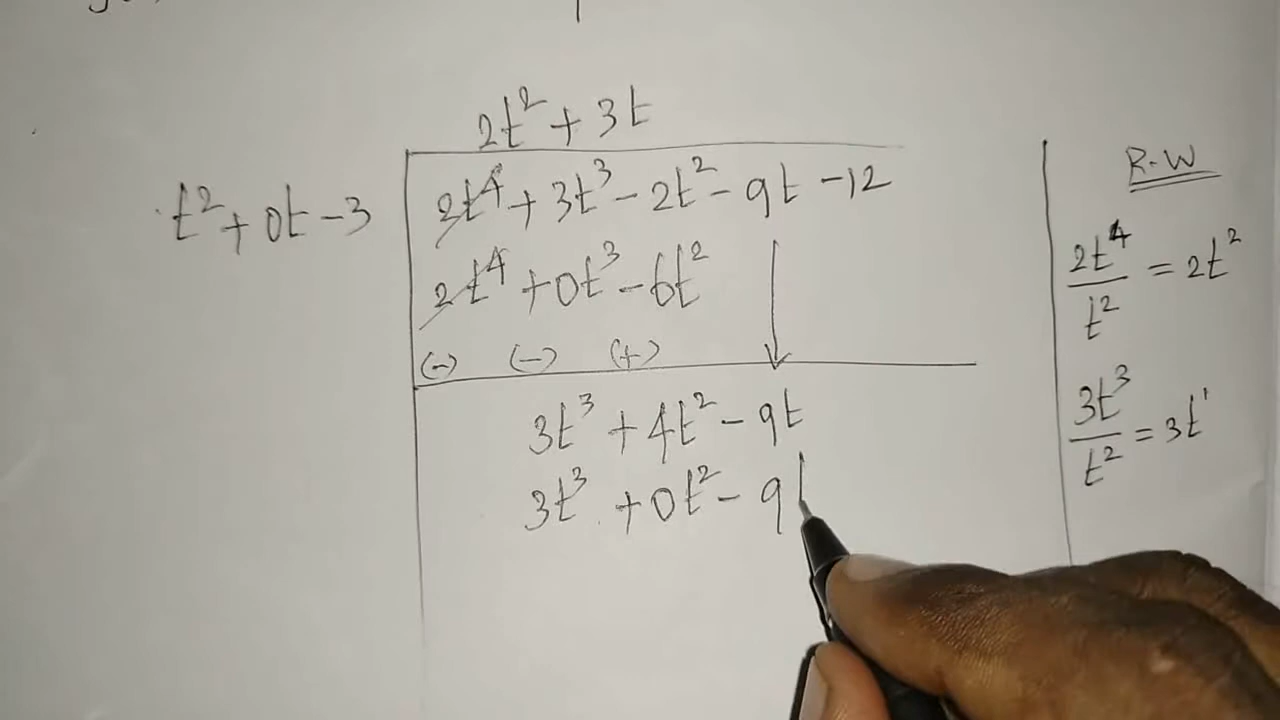 2t² + 3t
t² + 0t - 3
2t⁴ + 3t³ - 2t² - 9t - 12
2t⁴ + 0t³ - 6t²
(-) (-) (+)
3t³ + 4t² - 9t
3t³ + 0t² - 9
R.W
2t⁴/t² = 2t²
3t³/t² = 3t¹